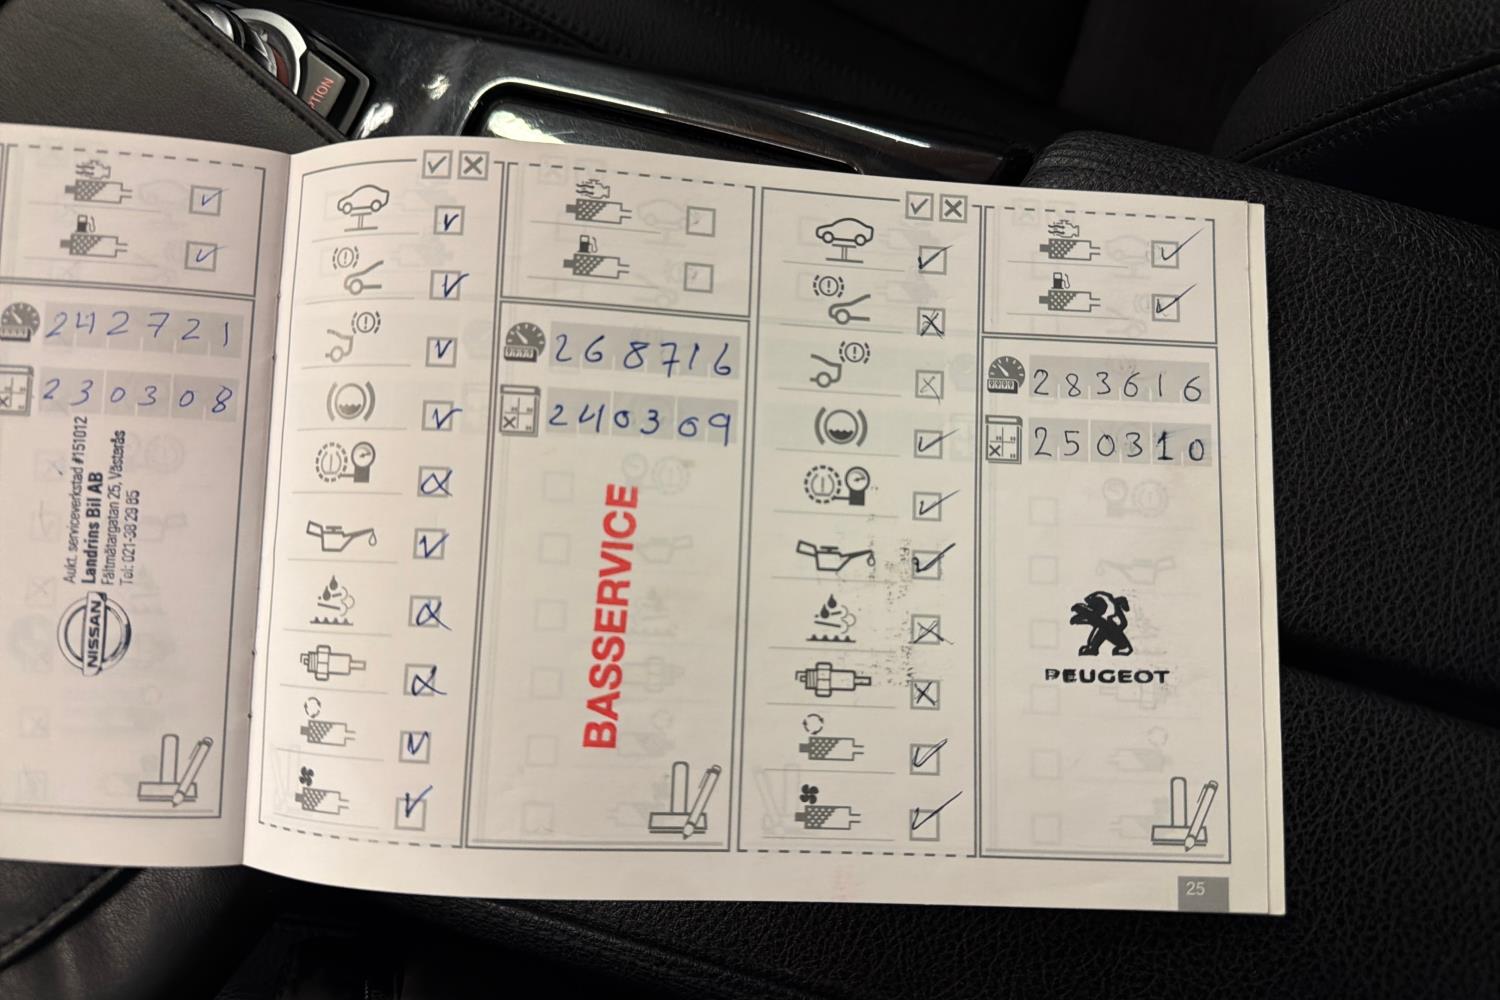 TION
242721
230308
Aukt. serviceverkstad #151012
Landrins Bil AB
Fältmätargatan 25, Västerås
Tel: 021-38 29 85
NISSAN
268716
240309
BASSERVICE
283616
250310
PEUGEOT
25